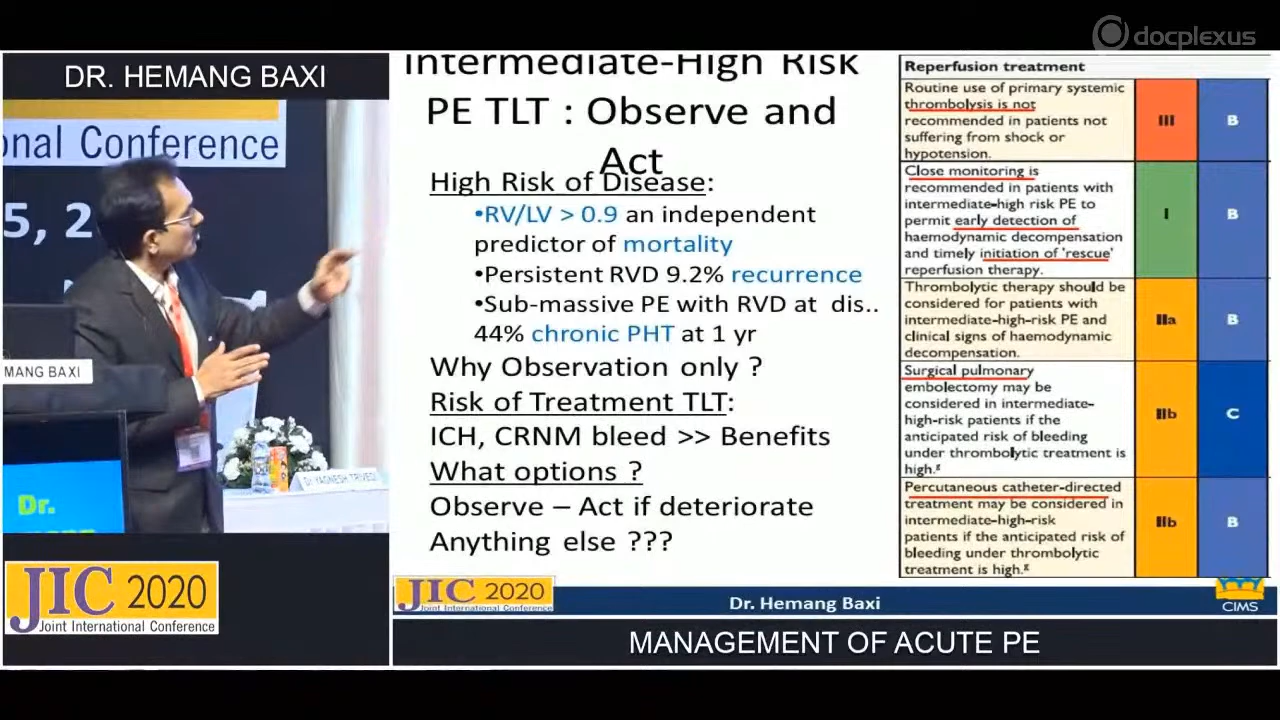 docplexus
DR. HEMANG BAXI
onal Conference
5, 2
MANG BAXI
Dr.
Dr YAGNESH TRIVEDI
JIC 2020
Joint International Conference
Intermediate-High Risk
PE TLT : Observe and
Act
High Risk of Disease:
•RV/LV > 0.9 an independent
predictor of mortality
•Persistent RVD 9.2% recurrence
•Sub-massive PE with RVD at dis..
44% chronic PHT at 1 yr
Why Observation only ?
Risk of Treatment TLT:
ICH, CRNM bleed >> Benefits
What options ?
Observe – Act if deteriorate
Anything else ???
Reperfusion treatment
Routine use of primary systemic
thrombolysis is not
recommended in patients not
suffering from shock or
hypotension.
III
B
Close monitoring is
recommended in patients with
intermediate-high risk PE to
permit early detection of
haemodynamic decompensation
and timely initiation of 'rescue'
reperfusion therapy.
I
B
Thrombolytic therapy should be
considered for patients with
intermediate-high-risk PE and
clinical signs of haemodynamic
decompensation.
IIa
B
Surgical pulmonary
embolectomy may be
considered in intermediate-
high-risk patients if the
anticipated risk of bleeding
under thrombolytic treatment is
high.g
IIb
C
Percutaneous catheter-directed
treatment may be considered in
intermediate-high-risk
patients if the anticipated risk of
bleeding under thrombolytic
treatment is high.g
IIb
B
JIC 2020
Joint International Conference
Dr. Hemang Baxi
CIMS
MANAGEMENT OF ACUTE PE